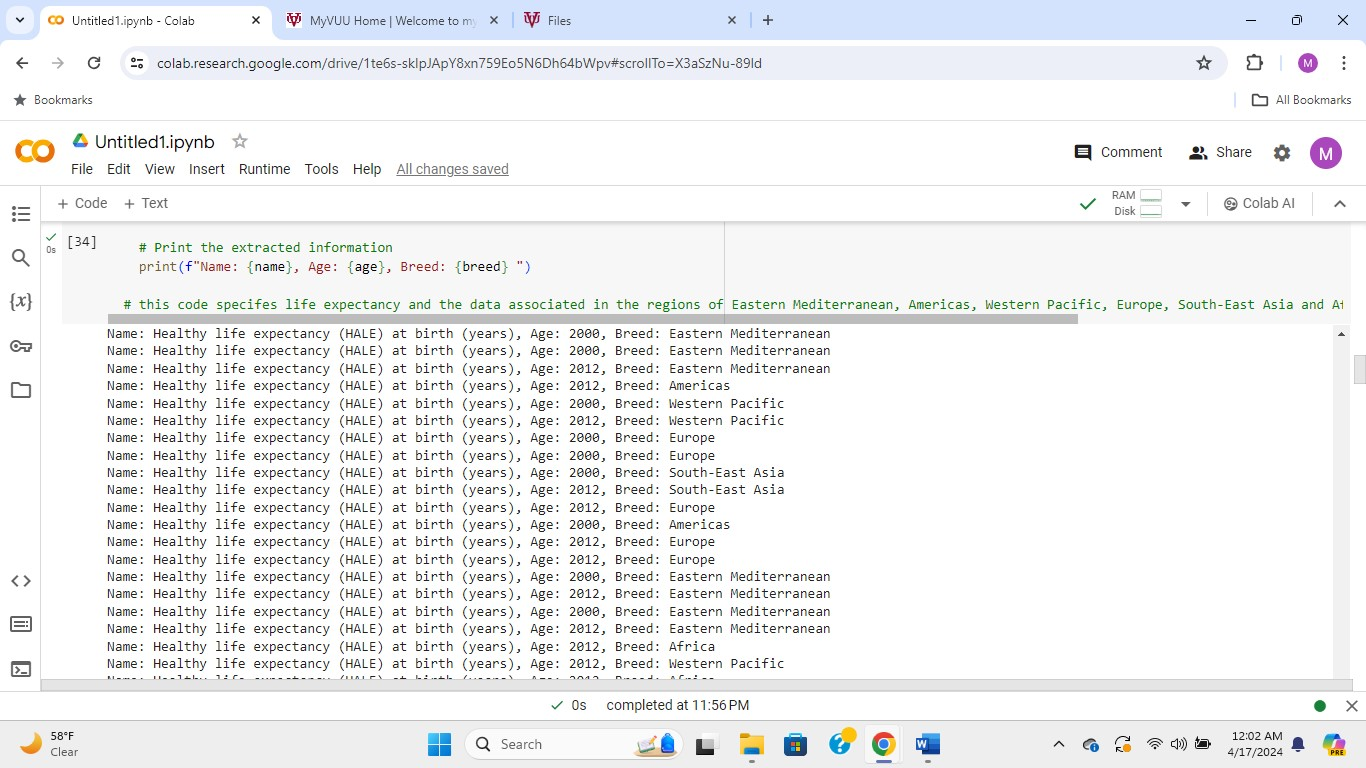 Untitled1.ipynb - Colab
MyVUU Home | Welcome to my
Files
colab.research.google.com/drive/1te6s-skIpJApY8xn759Eo5N6Dh64bWpv#scrollTo=X3aSzNu-89ld
M
Bookmarks
All Bookmarks
Untitled1.ipynb
File Edit View Insert Runtime Tools Help All changes saved
Comment Share M
+ Code + Text
RAM
Disk
Colab AI
[34]
0s
# Print the extracted information
print(f"Name: {name}, Age: {age}, Breed: {breed} ")
# this code specifes life expectancy and the data associated in the regions of Eastern Mediterranean, Americas, Western Pacific, Europe, South-East Asia and Af
Name: Healthy life expectancy (HALE) at birth (years), Age: 2000, Breed: Eastern Mediterranean
Name: Healthy life expectancy (HALE) at birth (years), Age: 2000, Breed: Eastern Mediterranean
Name: Healthy life expectancy (HALE) at birth (years), Age: 2012, Breed: Eastern Mediterranean
Name: Healthy life expectancy (HALE) at birth (years), Age: 2012, Breed: Americas
Name: Healthy life expectancy (HALE) at birth (years), Age: 2000, Breed: Western Pacific
Name: Healthy life expectancy (HALE) at birth (years), Age: 2012, Breed: Western Pacific
Name: Healthy life expectancy (HALE) at birth (years), Age: 2000, Breed: Europe
Name: Healthy life expectancy (HALE) at birth (years), Age: 2000, Breed: Europe
Name: Healthy life expectancy (HALE) at birth (years), Age: 2000, Breed: South-East Asia
Name: Healthy life expectancy (HALE) at birth (years), Age: 2012, Breed: South-East Asia
Name: Healthy life expectancy (HALE) at birth (years), Age: 2012, Breed: Europe
Name: Healthy life expectancy (HALE) at birth (years), Age: 2000, Breed: Americas
Name: Healthy life expectancy (HALE) at birth (years), Age: 2012, Breed: Europe
Name: Healthy life expectancy (HALE) at birth (years), Age: 2012, Breed: Europe
Name: Healthy life expectancy (HALE) at birth (years), Age: 2000, Breed: Eastern Mediterranean
Name: Healthy life expectancy (HALE) at birth (years), Age: 2012, Breed: Eastern Mediterranean
Name: Healthy life expectancy (HALE) at birth (years), Age: 2000, Breed: Eastern Mediterranean
Name: Healthy life expectancy (HALE) at birth (years), Age: 2012, Breed: Eastern Mediterranean
Name: Healthy life expectancy (HALE) at birth (years), Age: 2012, Breed: Africa
Name: Healthy life expectancy (HALE) at birth (years), Age: 2012, Breed: Western Pacific
0s completed at 11:56 PM
58°F
Clear
Search
12:02 AM
4/17/2024
PRE